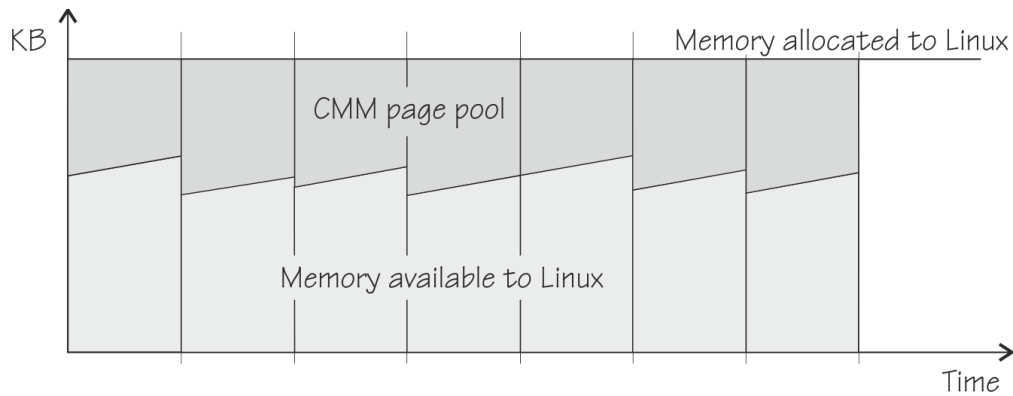 KB
Memory allocated to Linux
CMM page pool
Memory available to Linux
Time